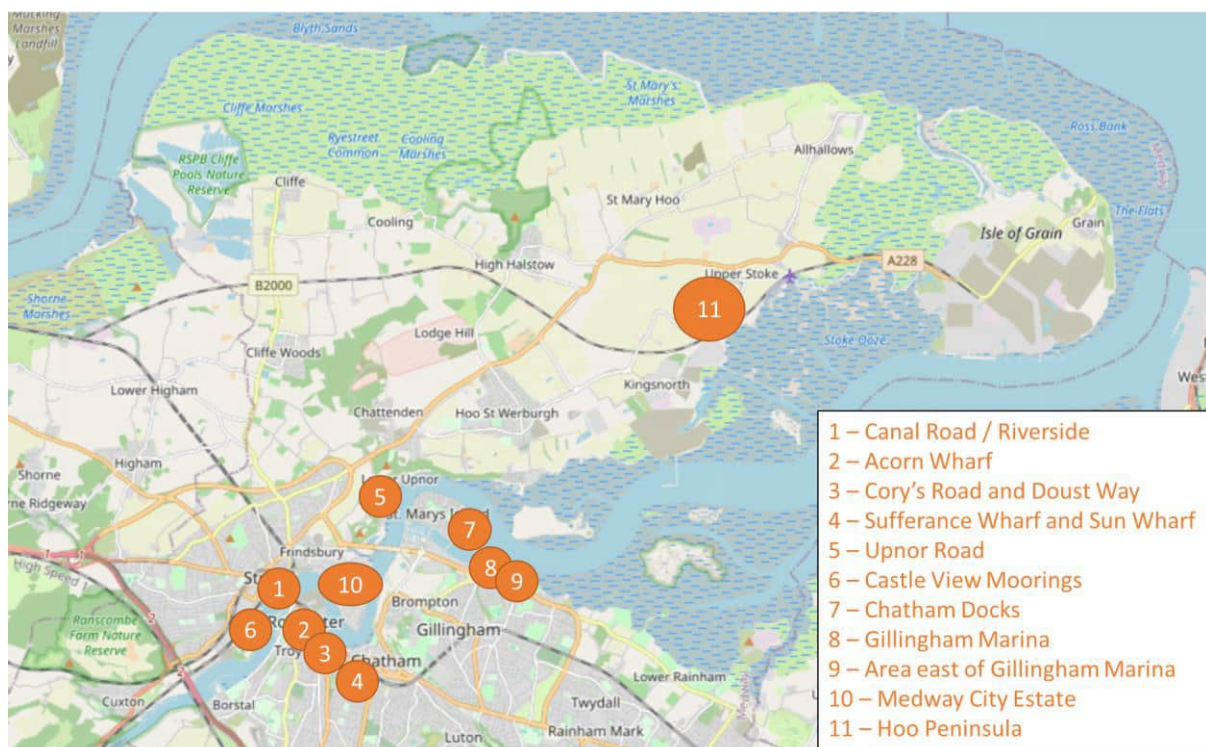 Mucking
Marshes
Landfill
Blyth Sands
St Mary's
Marshes
Cliffe Marshes
Ryestreet
Common
Cooling
Marshes
Ross Bank
Medway
Allhallows
RSPB Cliffe
Pools Nature
Reserve
Cliffe
St Mary Hoo
Cooling
The Flats
Grain
Isle of Grain
High Halstow
A228
Upper Stoke
B2000
Shorne
Marshes
11
Lodge Hill
Stoke Ooze
Cliffe Woods
Kingsnorth
Lower Higham
Chattenden
Hoo St Werburgh
Higham
Shorne
Ridgeway
Upnor
5
St. Marys
7
Frindsbury
8
9
High Speed 1
1
1
2
2
1
10
Brompton
Gillingham
Ranscombe
Farm Nature
Reserve
6
2
3
Chatham
4
Cuxton
Borstal
Luton
Twydall
Rainham Mark
Lower Rainham
Medway
1 – Canal Road / Riverside
2 – Acorn Wharf
3 – Cory's Road and Doust Way
4 – Sufferance Wharf and Sun Wharf
5 – Upnor Road
6 – Castle View Moorings
7 – Chatham Docks
8 – Gillingham Marina
9 – Area east of Gillingham Marina
10 – Medway City Estate
11 – Hoo Peninsula